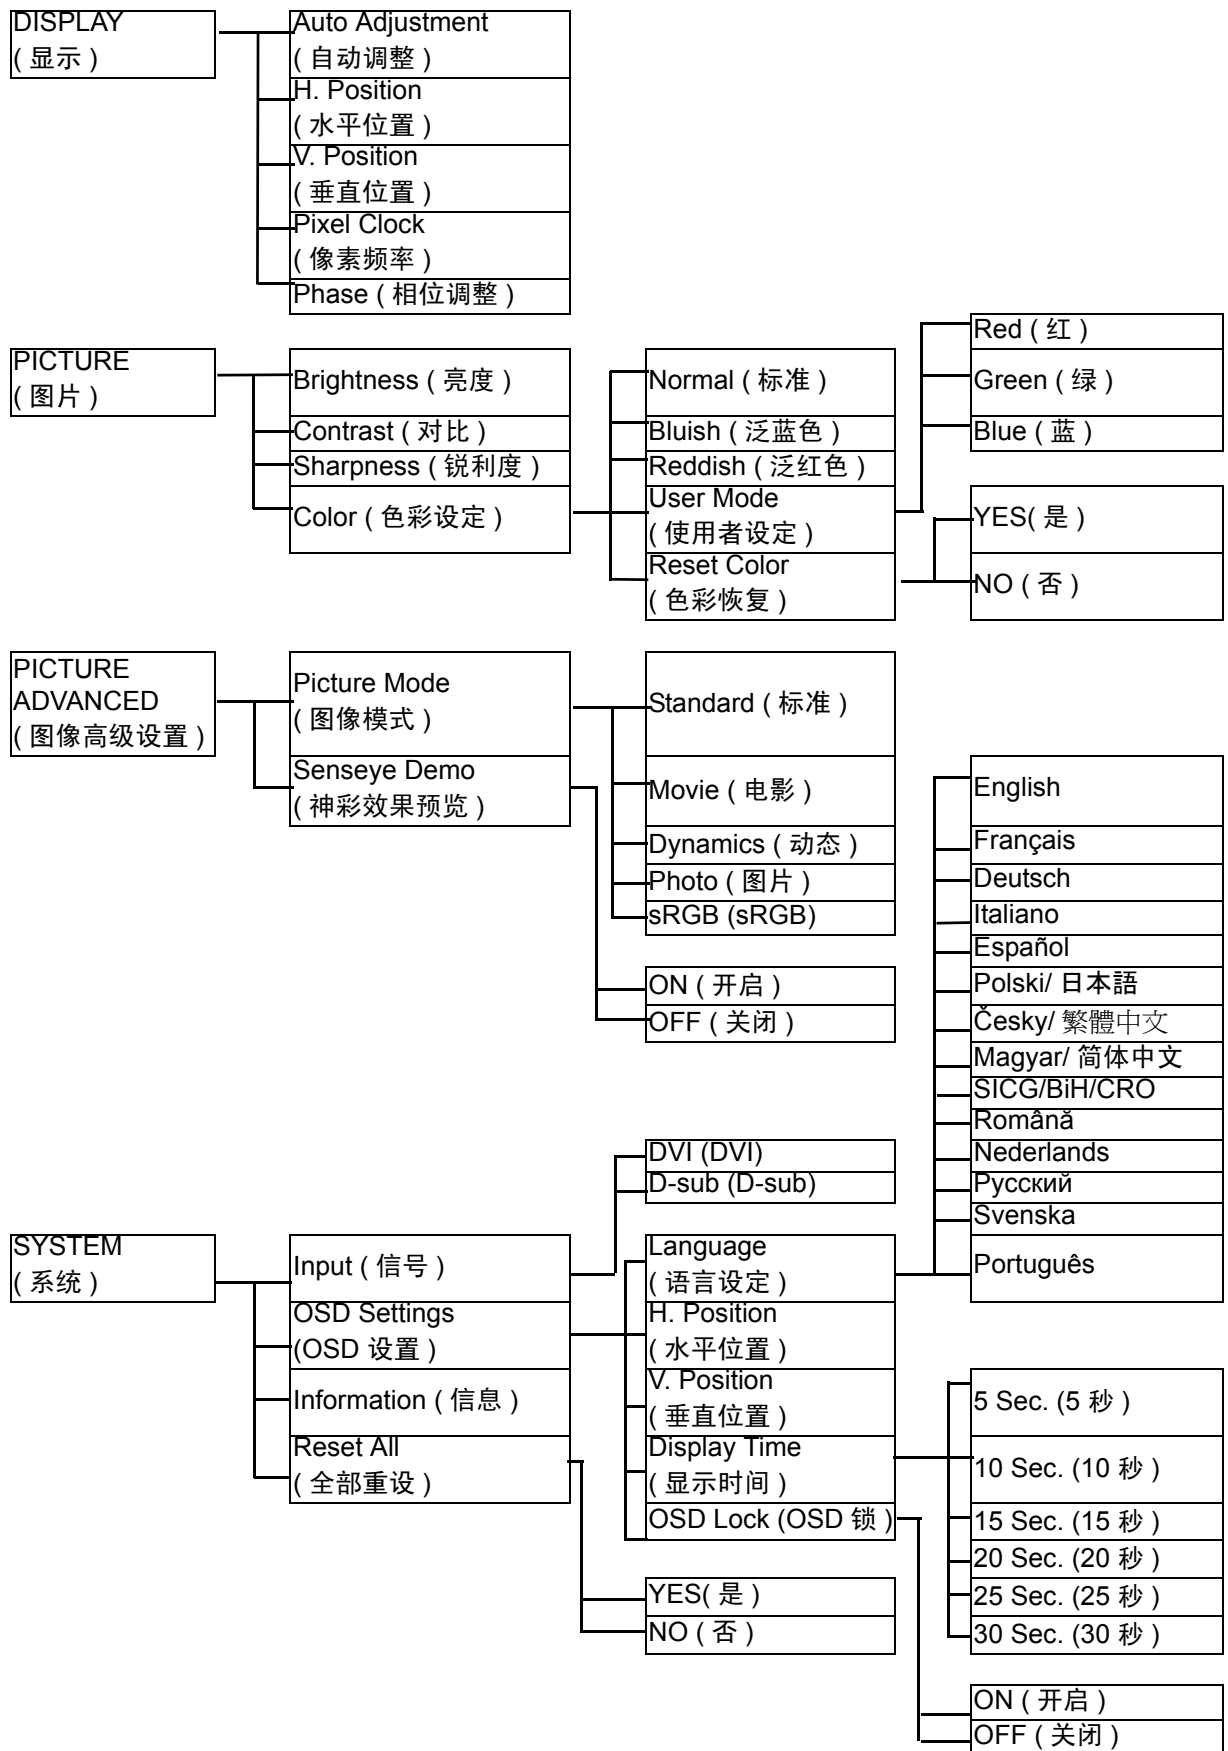 DISPLAY
( 显示 )
Auto Adjustment
( 自动调整 )
H. Position
( 水平位置 )
V. Position
( 垂直位置 )
Pixel Clock
( 像素频率 )
Phase ( 相位调整 )
PICTURE
( 图片 )
Brightness ( 亮度 )
Contrast ( 对比 )
Sharpness ( 锐利度 )
Color ( 色彩设定 )
Normal ( 标准 )
Bluish ( 泛蓝色 )
Reddish ( 泛红色 )
User Mode
( 使用者设定 )
Reset Color
( 色彩恢复 )
Red ( 红 )
Green ( 绿 )
Blue ( 蓝 )
YES( 是 )
NO ( 否 )
PICTURE
ADVANCED
( 图像高级设置 )
Picture Mode
( 图像模式 )
Senseye Demo
( 神彩效果预览 )
Standard ( 标准 )
Movie ( 电影 )
Dynamics ( 动态 )
Photo ( 图片 )
sRGB (sRGB)
ON ( 开启 )
OFF ( 关闭 )
SYSTEM
( 系统 )
Input ( 信号 )
OSD Settings
(OSD 设置 )
Information ( 信息 )
Reset All
( 全部重设 )
DVI (DVI)
D-sub (D-sub)
Language
( 语言设定 )
H. Position
( 水平位置 )
V. Position
( 垂直位置 )
Display Time
( 显示时间 )
OSD Lock (OSD 锁 )
YES( 是 )
NO ( 否 )
English
Français
Deutsch
Italiano
Español
Polski/ 日本語
Česky/ 繁體中文
Magyar/ 简体中文
SICG/BiH/CRO
Română
Nederlands
Русский
Svenska
Português
5 Sec. (5 秒 )
10 Sec. (10 秒 )
15 Sec. (15 秒 )
20 Sec. (20 秒 )
25 Sec. (25 秒 )
30 Sec. (30 秒 )
ON ( 开启 )
OFF ( 关闭 )